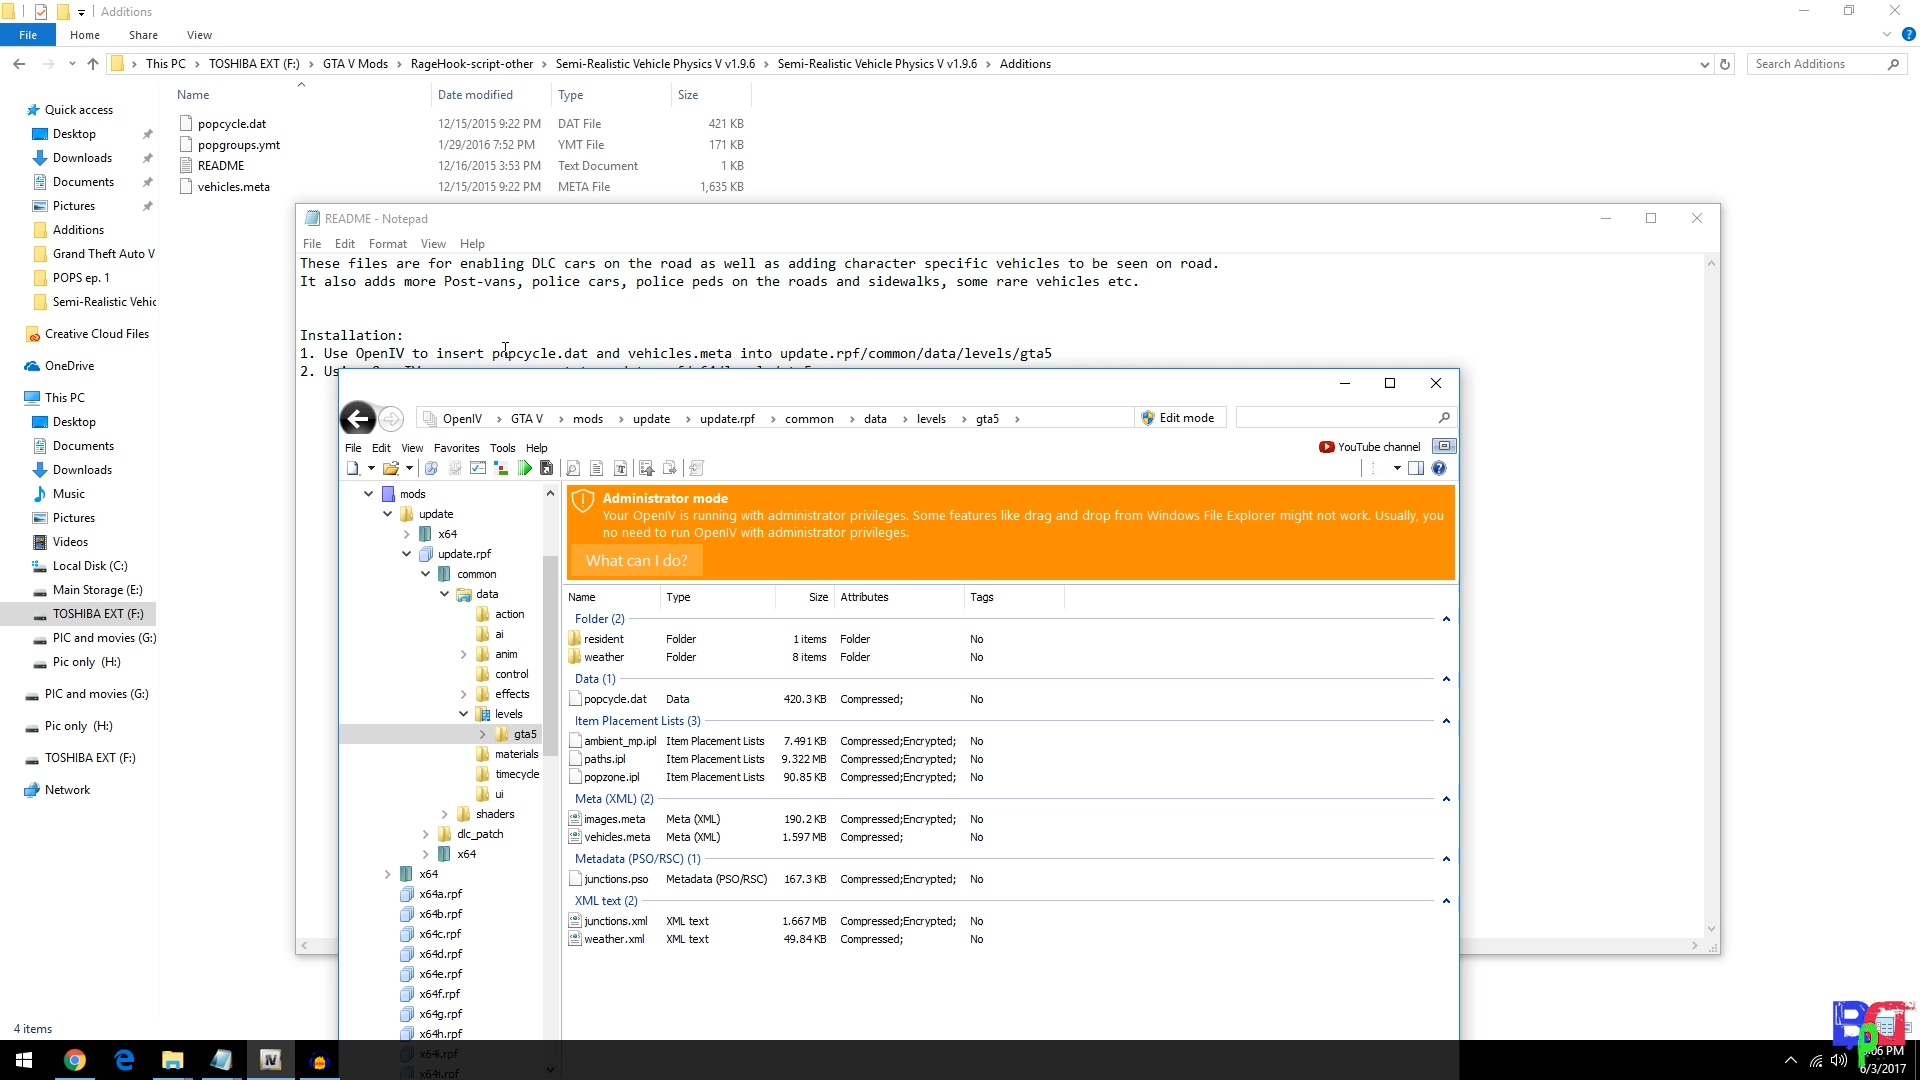 Additions
File Home Share View
This PC TOSHIBA EXT (F:) GTA V Mods RageHook-script-other Semi-Realistic Vehicle Physics V v1.9.6 Semi-Realistic Vehicle Physics V v1.9.6 Additions Search Additions
Name Date modified Type Size
popcycle.dat 12/15/2015 9:22 PM DAT File 421 KB
popgroups.ymt 1/29/2016 7:52 PM YMT File 171 KB
README 12/16/2015 3:53 PM Text Document 1 KB
vehicles.meta 12/15/2015 9:22 PM META File 1,635 KB
Quick access
Desktop
Downloads
Documents
Pictures
Additions
Grand Theft Auto V
POPS ep. 1
Semi-Realistic Vehic
Creative Cloud Files
OneDrive
This PC
Desktop
Documents
Downloads
Music
Pictures
Videos
Local Disk (C:)
Main Storage (E:)
TOSHIBA EXT (F:)
PIC and movies (G:)
Pic only (H:)
PIC and movies (G:)
Pic only (H:)
TOSHIBA EXT (F:)
Network
4 items
README - Notepad
File Edit Format View Help
These files are for enabling DLC cars on the road as well as adding character specific vehicles to be seen on road.
It also adds more Post-vans, police cars, police peds on the roads and sidewalks, some rare vehicles etc.
Installation:
1. Use OpenIV to insert popcycle.dat and vehicles.meta into update.rpf/common/data/levels/gta5
2.
OpenIV GTA V mods update update.rpf common data levels gta5 Edit mode
File Edit View Favorites Tools Help YouTube channel
mods
update
x64
update.rpf
common
data
action
ai
anim
control
effects
levels
gta5
materials
timecycle
ui
shaders
dlc_patch
x64
x64
x64a.rpf
x64b.rpf
x64c.rpf
x64d.rpf
x64e.rpf
x64f.rpf
x64g.rpf
x64h.rpf
x64i.rpf
x64j.rpf
Administrator mode
Your OpenIV is running with administrator privileges. Some features like drag and drop from Windows File Explorer might not work. Usually, you
no need to run OpenIV with administrator privileges.
What can I do?
Name Type Size Attributes Tags
Folder (2)
resident Folder 1 items Folder No
weather Folder 8 items Folder No
Data (1)
popcycle.dat Data 420.3 KB Compressed; No
Item Placement Lists (3)
ambient_mp.ipl Item Placement Lists 7.491 KB Compressed;Encrypted; No
paths.ipl Item Placement Lists 9.322 MB Compressed;Encrypted; No
popzone.ipl Item Placement Lists 90.85 KB Compressed;Encrypted; No
Meta (XML) (2)
images.meta Meta (XML) 190.2 KB Compressed;Encrypted; No
vehicles.meta Meta (XML) 1.597 MB Compressed; No
Metadata (PSO/RSC) (1)
junctions.pso Metadata (PSO/RSC) 167.3 KB Compressed;Encrypted; No
XML text (2)
junctions.xml XML text 1.667 MB Compressed;Encrypted; No
weather.xml XML text 49.84 KB Compressed; No
6/3/2017